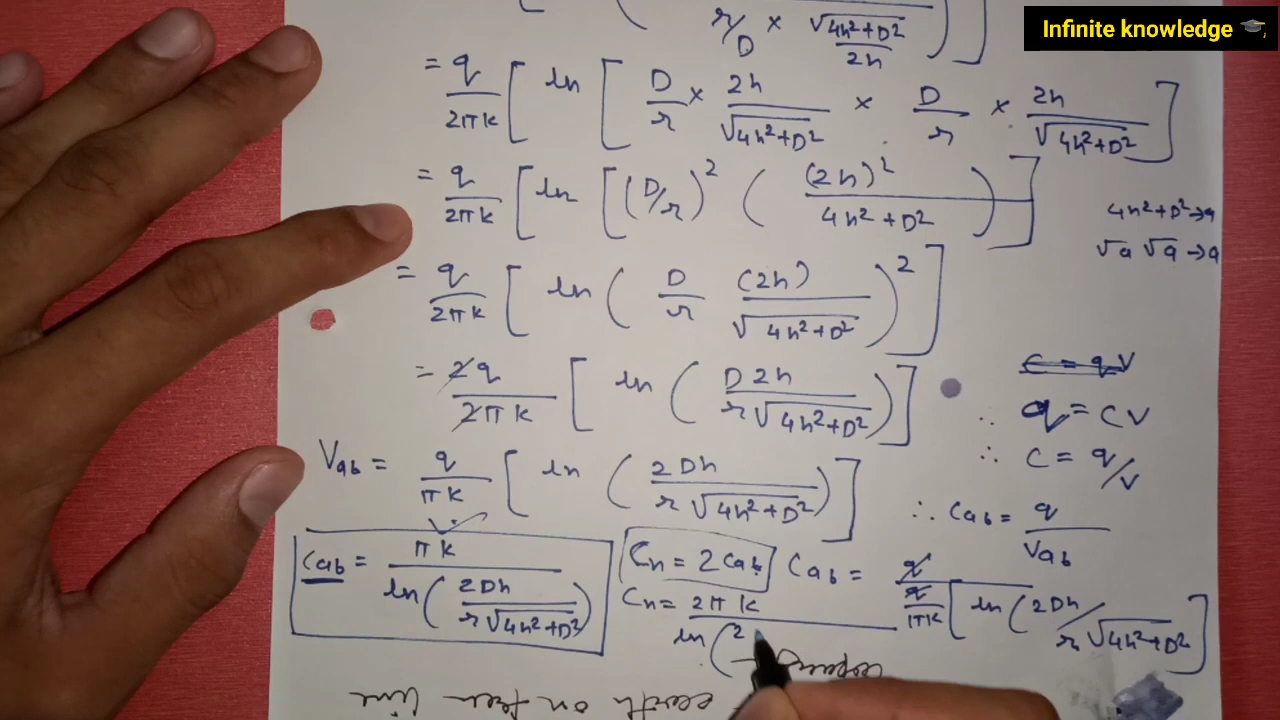 Infinite knowledge 🎓
r/D × √4h²+D² / 2h
= q/2πk [ ln [ D/r × 2h/√4h²+D² × D/r × 2h/√4h²+D² ]
= q/2πk [ ln [ (D/r)² ( (2h)²/4h²+D² ) ]
4h²+D²→a
√a √a →a
= q/2πk [ ln ( D/r (2h)/√4h²+D² )² ]
= 2q/2πk [ ln ( D2h / r√4h²+D² ) ]
C = qV
∴ q = CV
∴ C = q/V
Vab = q/πk [ ln ( 2Dh / r√4h²+D² ) ]
∴ Cab = q/Vab
Cab = πk / ln ( 2Dh / r√4h²+D² )
Cn = 2Cab
Cab = q / q/πk [ ln ( 2Dh / r√4h²+D² ) ]
Cn = 2πk / ln ( 2
earth on line